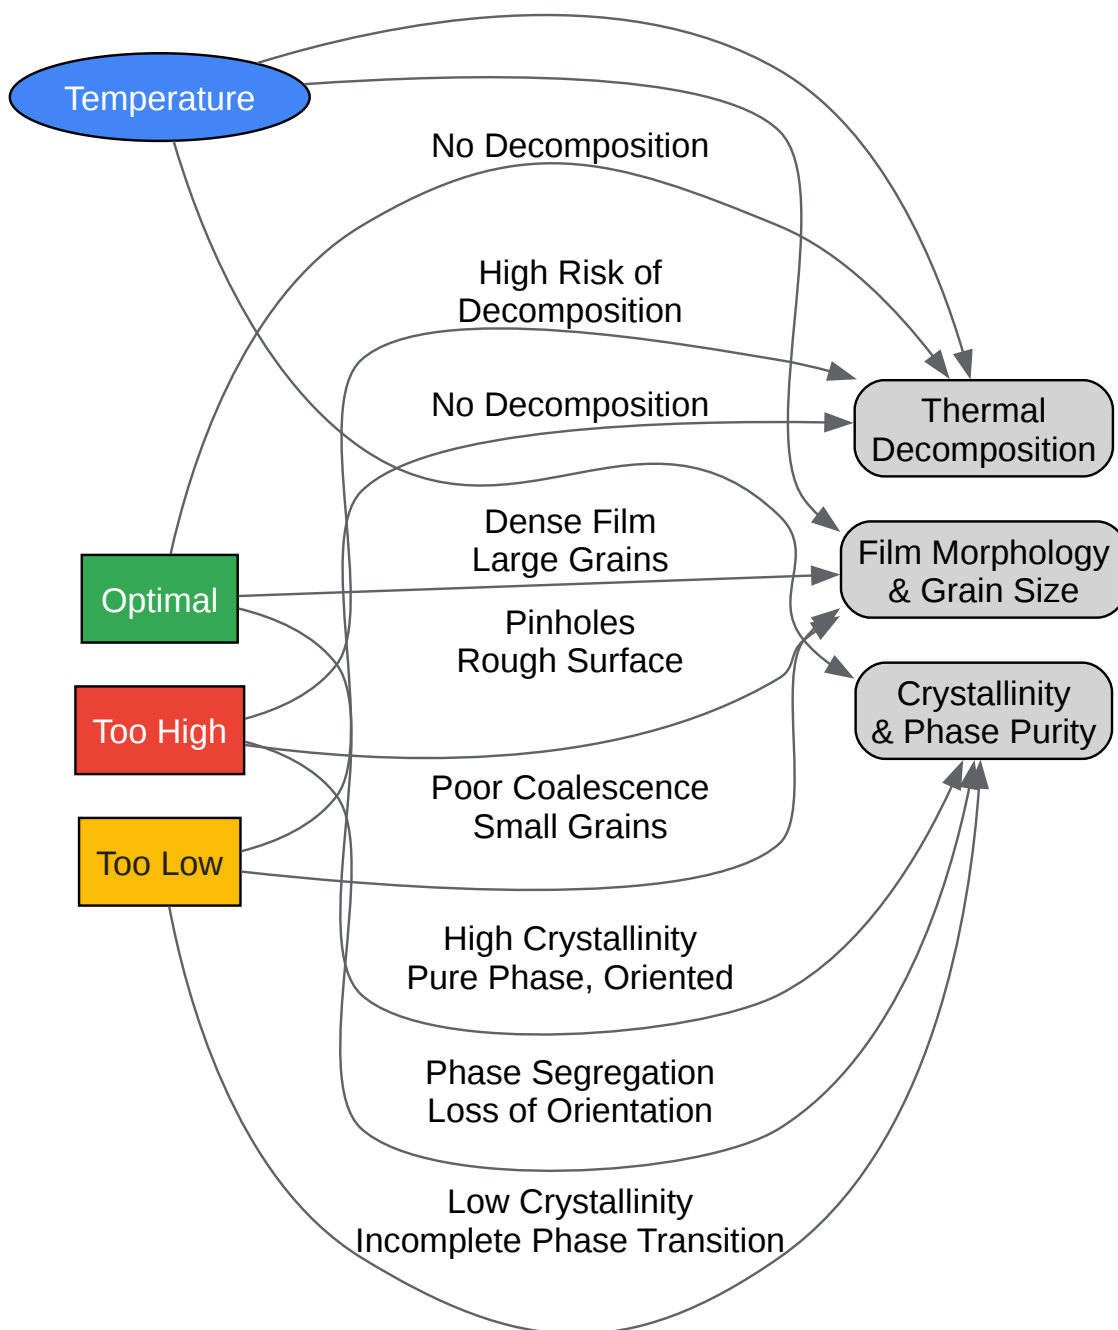 Temperature
No Decomposition
High Risk of
Decomposition
No Decomposition
Thermal
Decomposition
Dense Film
Large Grains
Film Morphology
& Grain Size
Optimal
Pinholes
Rough Surface
Crystallinity
& Phase Purity
Too High
Poor Coalescence
Small Grains
Too Low
High Crystallinity
Pure Phase, Oriented
Phase Segregation
Loss of Orientation
Low Crystallinity
Incomplete Phase Transition